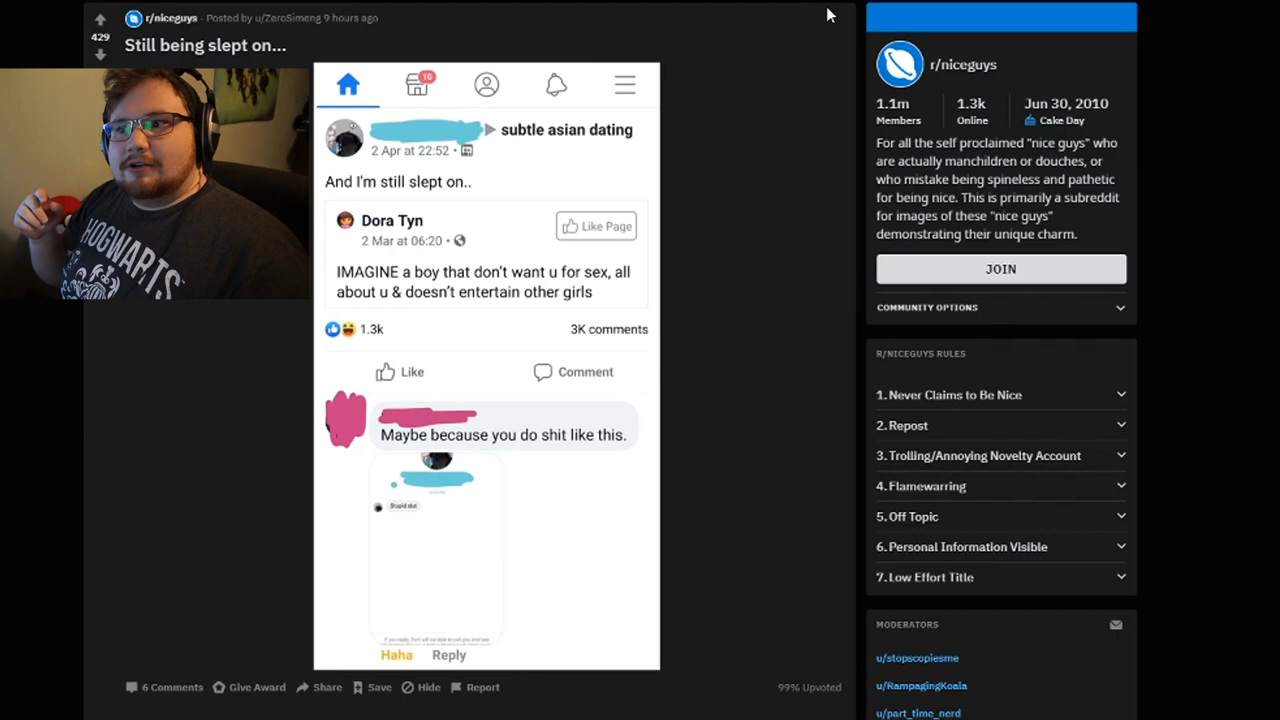 r/niceguys · Posted by u/ZeroSimeng 9 hours ago
429
Still being slept on...
10
subtle asian dating
2 Apr at 22:52 ·
And I'm still slept on..
Dora Tyn
Like Page
2 Mar at 06:20 ·
IMAGINE a boy that don't want u for sex, all
about u & doesn't entertain other girls
1.3k
3K comments
Like
Comment
Maybe because you do shit like this.
Stupid slut
Haha
Reply
6 Comments
Give Award
Share
Save
Hide
Report
99% Upvoted
HOGWARTS
r/niceguys
1.1m
Members
1.3k
Online
Jun 30, 2010
Cake Day
For all the self proclaimed "nice guys" who
are actually manchildren or douches, or
who mistake being spineless and pathetic
for being nice. This is primarily a subreddit
for images of these "nice guys"
demonstrating their unique charm.
JOIN
COMMUNITY OPTIONS
R/NICEGUYS RULES
1. Never Claims to Be Nice
2. Repost
3. Trolling/Annoying Novelty Account
4. Flamewarring
5. Off Topic
6. Personal Information Visible
7. Low Effort Title
MODERATORS
u/stopscopiesme
u/RampagingKoala
u/part_time_nerd